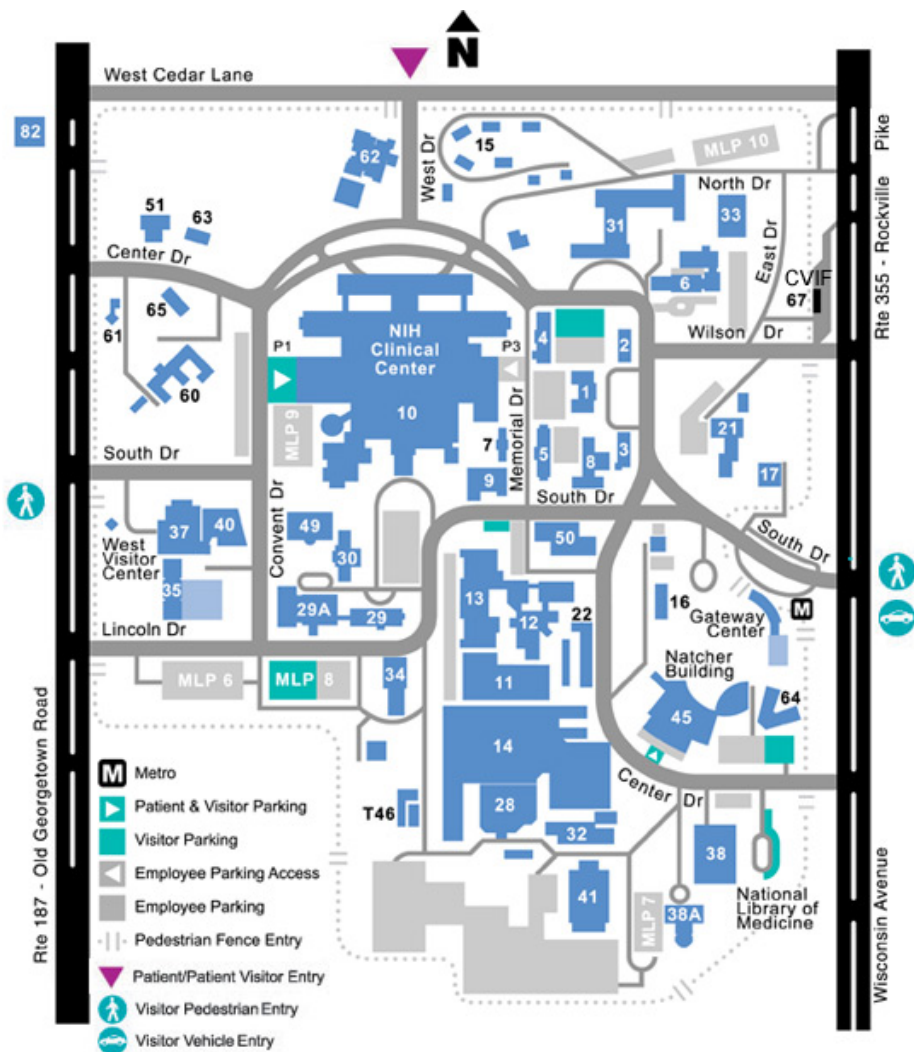 N
West Cedar Lane
82
62
West Dr
15
MLP 10
Pike
North Dr
51
63
31
33
East Dr
Center Dr
65
61
6
CVIF
67
Rte 355 - Rockville
NIH
Clinical
Center
P1
P3
4
2
Wilson Dr
60
10
1
MLP 9
7
Memorial Dr
5
8
3
21
South Dr
9
17
South Dr
37
40
Convent Dr
49
30
50
South Dr
West
Visitor
Center
35
29A
29
13
12
22
16
Gateway
Center
M
Lincoln Dr
Natcher
Building
MLP 6
MLP 8
34
11
45
64
14
Center Dr
T46
28
32
38
41
MLP 7
38A
National
Library of
Medicine
Rte 187 - Old Georgetown Road
Wisconsin Avenue
M Metro
Patient & Visitor Parking
Visitor Parking
Employee Parking Access
Employee Parking
Pedestrian Fence Entry
Patient/Patient Visitor Entry
Visitor Pedestrian Entry
Visitor Vehicle Entry